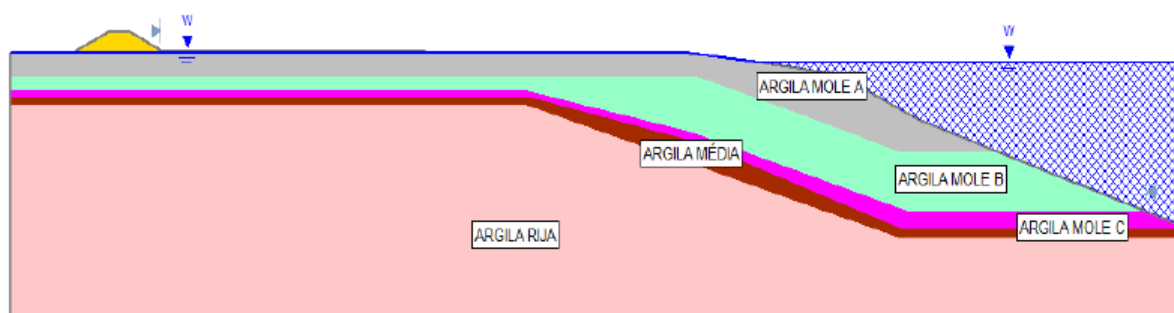 W
W
ARGILA MOLE A
ARGILA MÉDIA
ARGILA MOLE B
ARGILA MOLE C
ARGILA RIJA